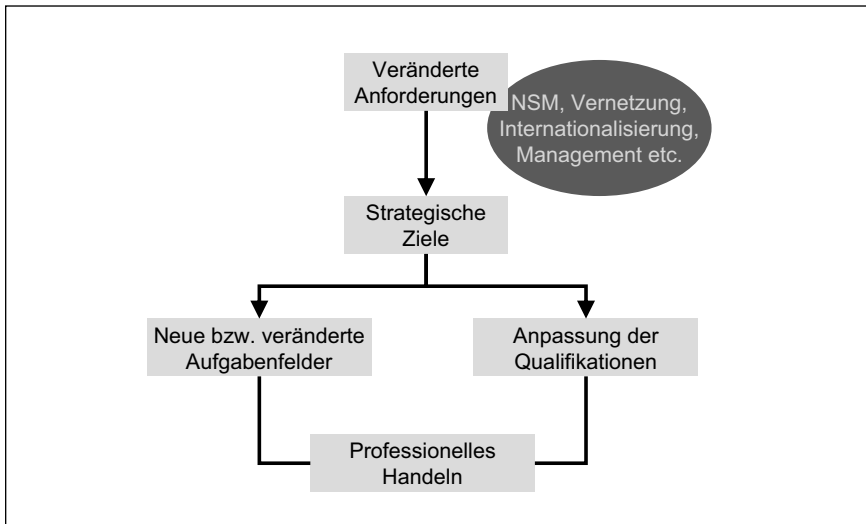 Veränderte
Anforderungen
NSM, Vernetzung,
Internationalisierung,
Management etc.
Strategische
Ziele
Neue bzw. veränderte
Aufgabenfelder
Anpassung der
Qualifikationen
Professionelles
Handeln